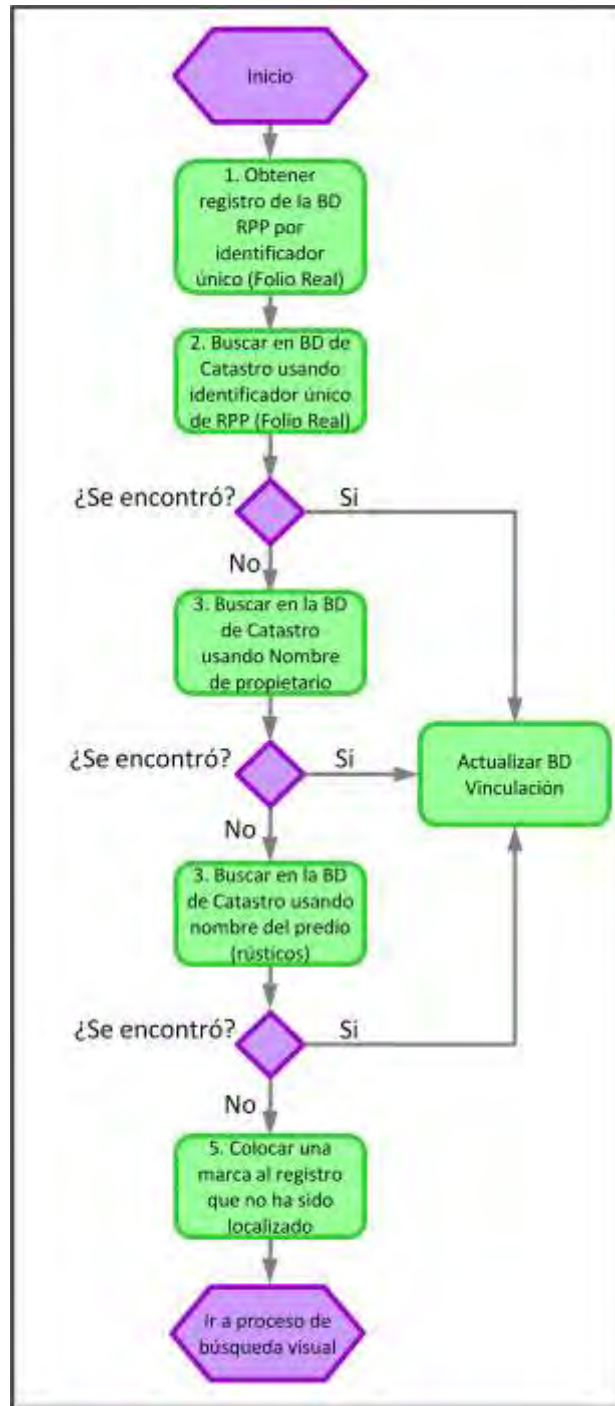 Inicio
1. Obtener
registro de la BD
RPP por
identificador
único (Folio Real)
2. Buscar en BD de
Catastro usando
identificador único
de RPP (Folio Real)
¿Se encontró?
Si
No
3. Buscar en la BD
de Catastro
usando Nombre
de propietario
¿Se encontró?
Si
Actualizar BD
Vinculación
No
3. Buscar en la BD
de Catastro usando
nombre del predio
(rústicos)
¿Se encontró?
Si
No
5. Colocar una
marca al registro
que no ha sido
localizado
Ir a proceso de
búsqueda visual